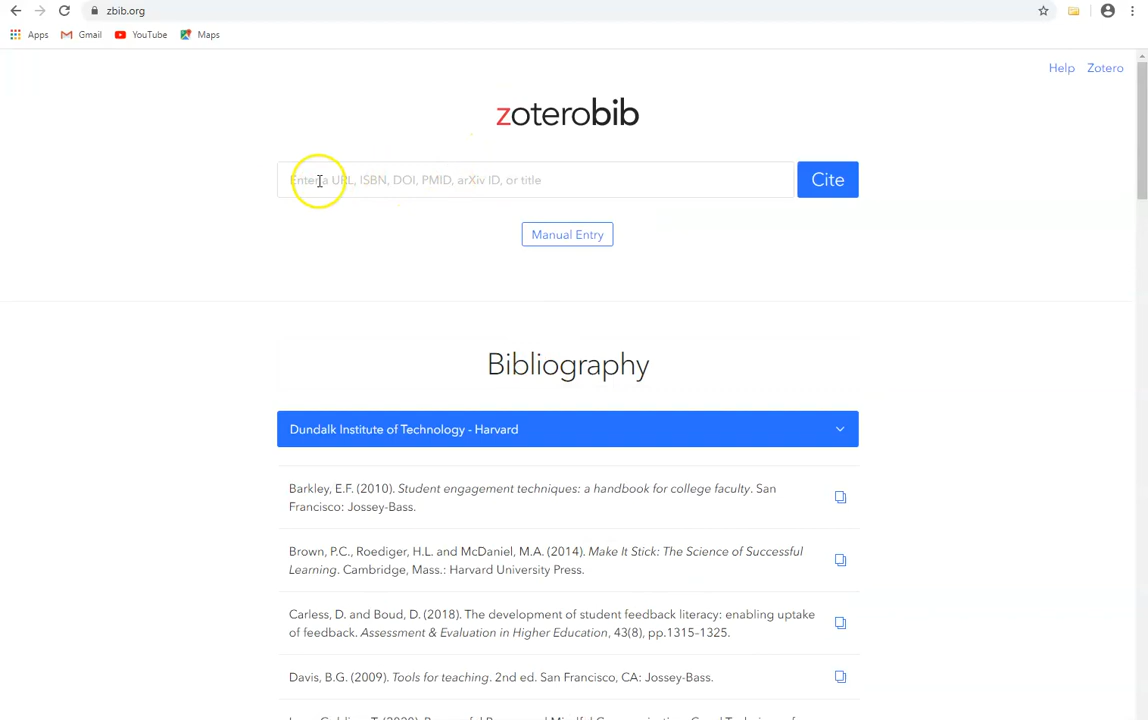 zbib.org
Apps Gmail YouTube Maps
Help Zotero
zoterobib
Enter a URL, ISBN, DOI, PMID, arXiv ID, or title
Cite
Manual Entry
Bibliography
Dundalk Institute of Technology - Harvard
Barkley, E.F. (2010). Student engagement techniques: a handbook for college faculty. San
Francisco: Jossey-Bass.
Brown, P.C., Roediger, H.L. and McDaniel, M.A. (2014). Make It Stick: The Science of Successful
Learning. Cambridge, Mass.: Harvard University Press.
Carless, D. and Boud, D. (2018). The development of student feedback literacy: enabling uptake
of feedback. Assessment & Evaluation in Higher Education, 43(8), pp.1315–1325.
Davis, B.G. (2009). Tools for teaching. 2nd ed. San Francisco, CA: Jossey-Bass.